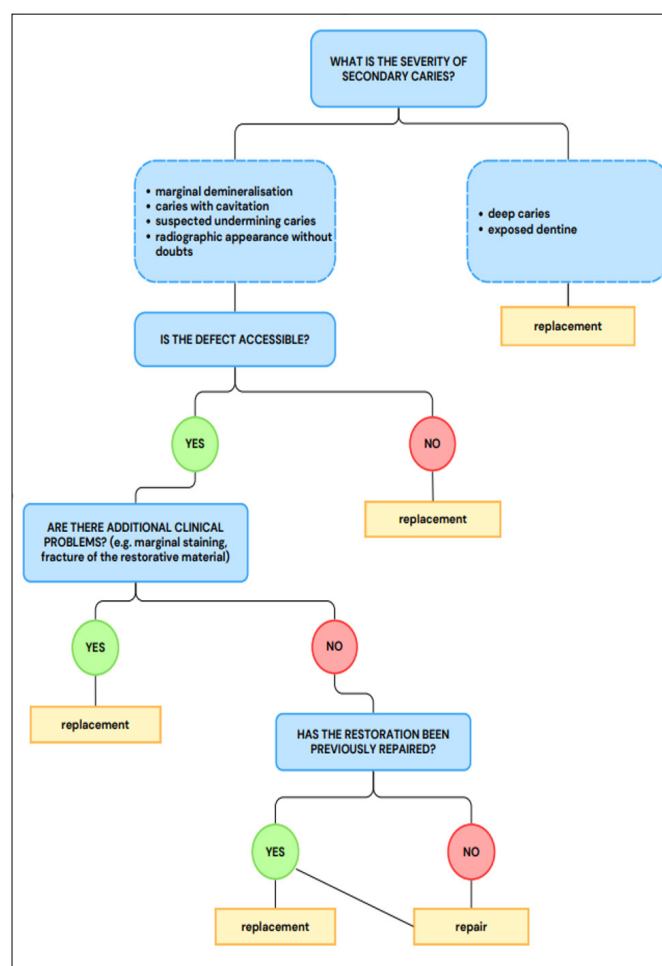 WHAT IS THE SEVERITY OF
SECONDARY CARIES?
• marginal demineralisation
• caries with cavitation
• suspected undermining caries
• radiographic appearance without
doubts
• deep caries
• exposed dentine
replacement
IS THE DEFECT ACCESSIBLE?
YES
NO
replacement
ARE THERE ADDITIONAL CLINICAL
PROBLEMS? (e.g. marginal staining,
fracture of the restorative material)
YES
NO
replacement
HAS THE RESTORATION BEEN
PREVIOUSLY REPAIRED?
YES
NO
replacement
repair